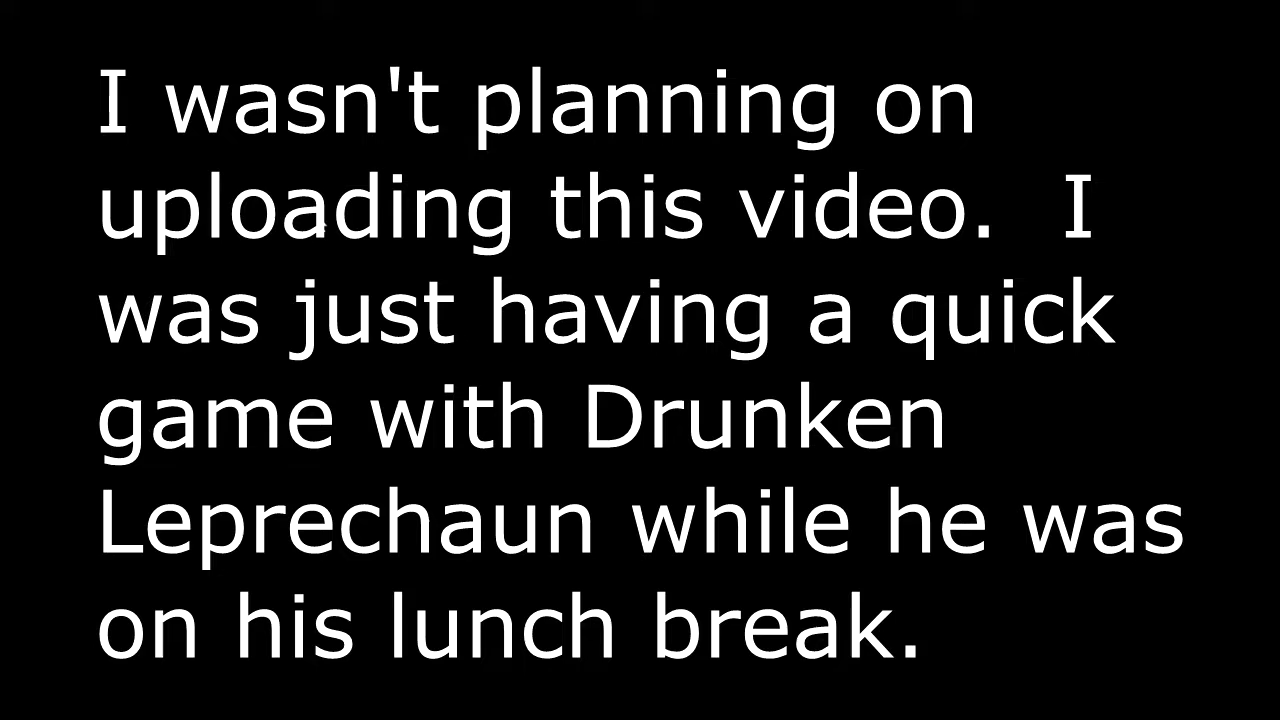 I wasn't planning on
uploading this video.  I
was just having a quick
game with Drunken
Leprechaun while he was
on his lunch break.